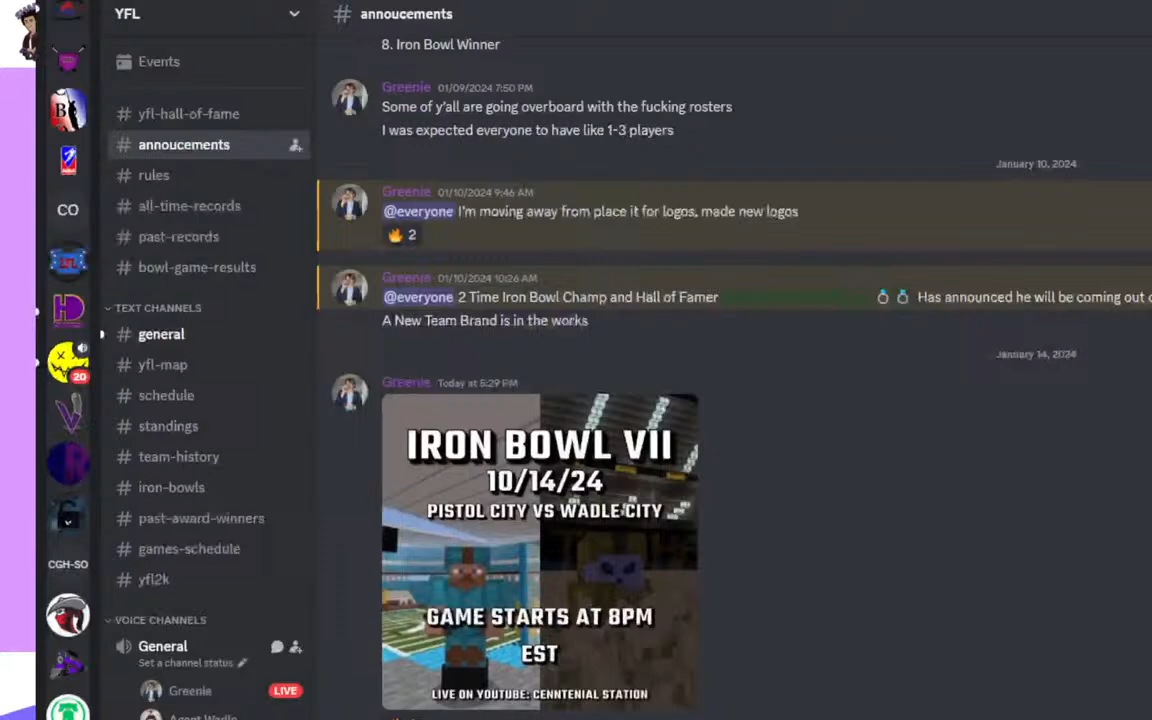 YFL
Events
# yfl-hall-of-fame
# annoucements
# rules
# all-time-records
# past-records
# bowl-game-results
TEXT CHANNELS
# general
# yfl-map
# schedule
# standings
# team-history
# iron-bowls
# past-award-winners
# games-schedule
# yfl2k
VOICE CHANNELS
General
Set a channel status
Greenie
LIVE
Agent Wadle
CO
20
CGH-SO
# annoucements
8. Iron Bowl Winner
Greenie 01/09/2024 7:50 PM
Some of y'all are going overboard with the fucking rosters
I was expected everyone to have like 1-3 players
January 10, 2024
Greenie 01/10/2024 9:46 AM
@everyone I'm moving away from place it for logos, made new logos
🔥 2
Greenie 01/10/2024 10:26 AM
@everyone 2 Time Iron Bowl Champ and Hall of Famer 💍 💍 Has announced he will be coming out
A New Team Brand is in the works
January 14, 2024
Greenie Today at 5:29 PM
IRON BOWL VII
10/14/24
PISTOL CITY VS WADLE CITY
GAME STARTS AT 8PM
EST
LIVE ON YOUTUBE: CENNTENIAL STATION